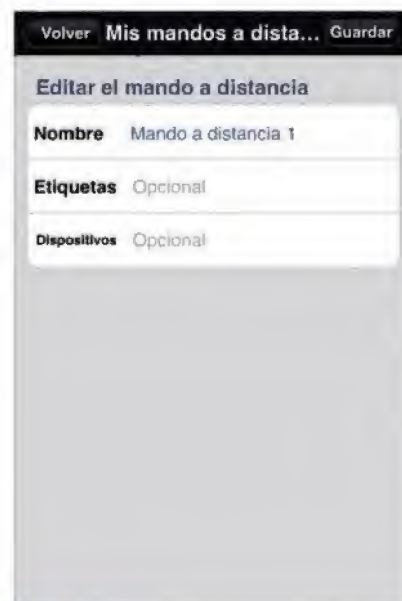 Volver Mis mandos a dista... Guardar
Editar el mando a distancia
Nombre Mando a distancia 1
Etiquetas Opcional
Dispositivos Opcional